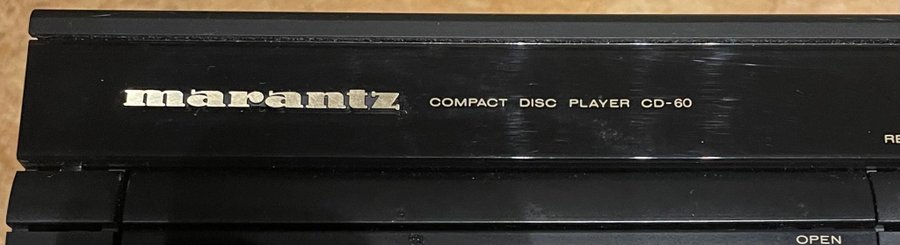 marantz COMPACT DISC PLAYER CD-60
OPEN